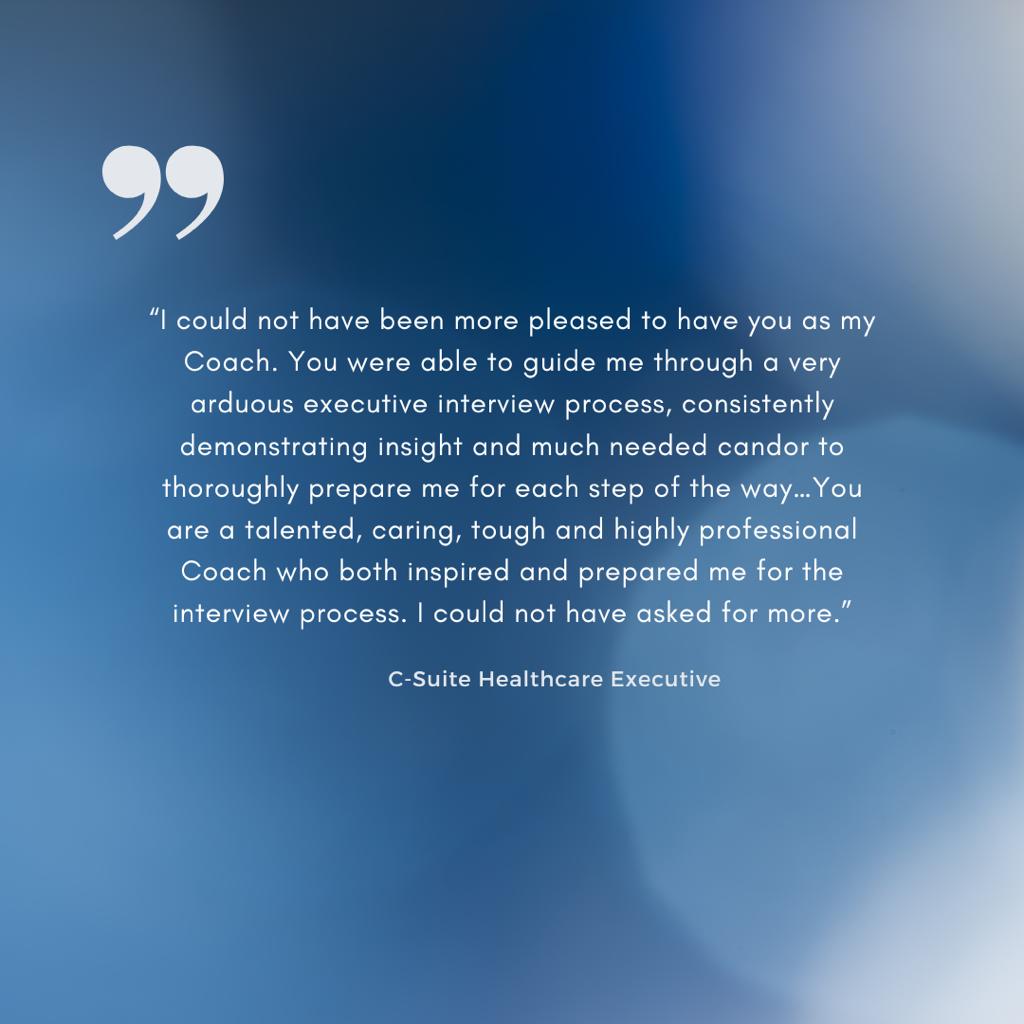 ”
“I could not have been more pleased to have you as my
Coach. You were able to guide me through a very
arduous executive interview process, consistently
demonstrating insight and much needed candor to
thoroughly prepare me for each step of the way...You
are a talented, caring, tough and highly professional
Coach who both inspired and prepared me for the
interview process. I could not have asked for more.”
C-Suite Healthcare Executive